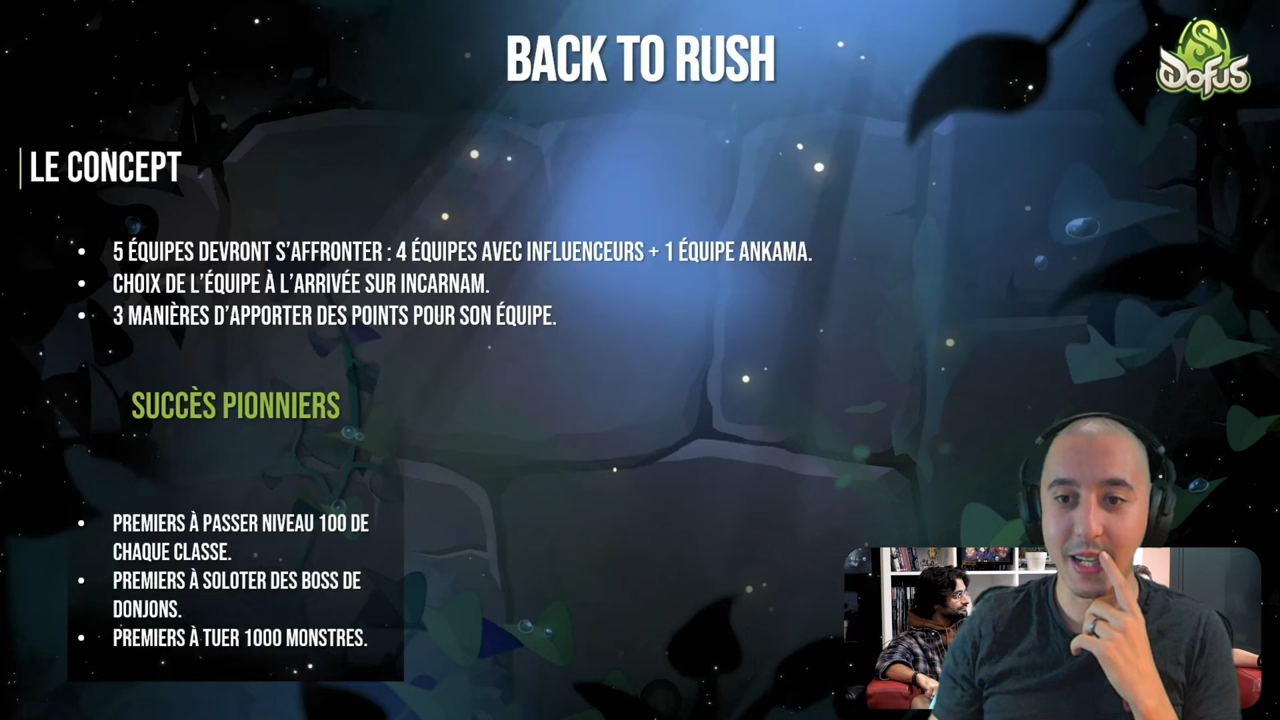 BACK TO RUSH
DOFUS
LE CONCEPT
• 5 ÉQUIPES DEVRONT S'AFFRONTER : 4 ÉQUIPES AVEC INFLUENCEURS + 1 ÉQUIPE ANKAMA.
• CHOIX DE L'ÉQUIPE À L'ARRIVÉE SUR INCARNAM.
• 3 MANIÈRES D'APPORTER DES POINTS POUR SON ÉQUIPE.
SUCCÈS PIONNIERS
• PREMIERS À PASSER NIVEAU 100 DE
CHAQUE CLASSE.
• PREMIERS À SOLOTER DES BOSS DE
DONJONS.
• PREMIERS À TUER 1000 MONSTRES.